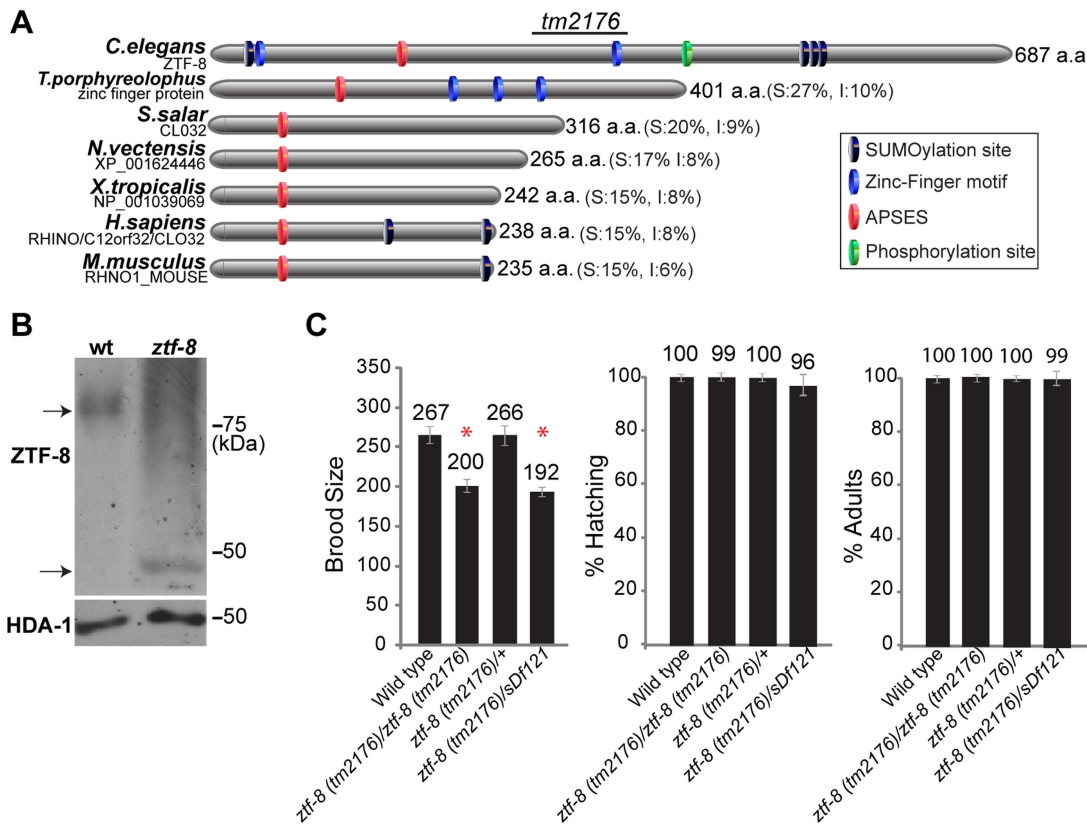 A
tm2176
C.elegans
ZTF-8
687 a.a
T.porphyreolophus
zinc finger protein
401 a.a.(S:27%, I:10%)
S.salar
CL032
316 a.a.(S:20%, I:9%)
N.vectensis
XP_001624446
265 a.a.(S:17% I:8%)
X.tropicalis
NP_001039069
242 a.a.(S:15%, I:8%)
H.sapiens
RHINO/C12orf32/CLO32
238 a.a.(S:15%, I:8%)
M.musculus
RHNO1_MOUSE
235 a.a.(S:15%, I:6%)
SUMOylation site
Zinc-Finger motif
APSES
Phosphorylation site
B
wt ztf-8
ZTF-8
–75
(kDa)
–50
HDA-1
–50
C
Brood Size
350
300
250
200
150
100
50
0
267
*
200
266
*
192
Wild type
ztf-8 (tm2176)/ztf-8 (tm2176)
ztf-8 (tm2176)/+
ztf-8 (tm2176)/sDf121
% Hatching
100
80
60
40
20
0
100 99 100 96
Wild type
ztf-8 (tm2176)/ztf-8 (tm2176)
ztf-8 (tm2176)/+
ztf-8 (tm2176)/sDf121
% Adults
100
80
60
40
20
0
100 100 100 99
Wild type
ztf-8 (tm2176)/ztf-8 (tm2176)
ztf-8 (tm2176)/+
ztf-8 (tm2176)/sDf121